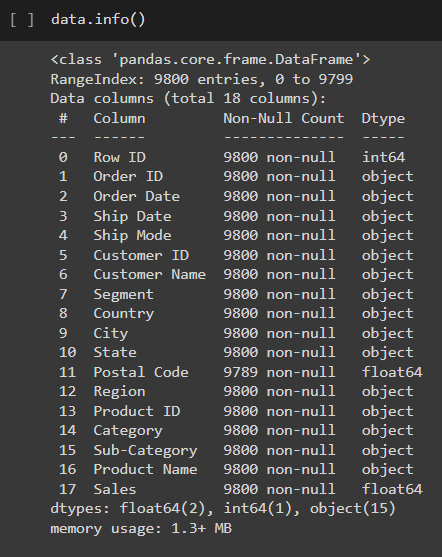 [ ] data.info()
<class 'pandas.core.frame.DataFrame'>
RangeIndex: 9800 entries, 0 to 9799
Data columns (total 18 columns):
 #   Column         Non-Null Count  Dtype
---  ------         --------------  -----
 0   Row ID         9800 non-null   int64
 1   Order ID       9800 non-null   object
 2   Order Date     9800 non-null   object
 3   Ship Date      9800 non-null   object
 4   Ship Mode      9800 non-null   object
 5   Customer ID    9800 non-null   object
 6   Customer Name  9800 non-null   object
 7   Segment        9800 non-null   object
 8   Country        9800 non-null   object
 9   City           9800 non-null   object
 10  State          9800 non-null   object
 11  Postal Code    9789 non-null   float64
 12  Region         9800 non-null   object
 13  Product ID     9800 non-null   object
 14  Category       9800 non-null   object
 15  Sub-Category   9800 non-null   object
 16  Product Name   9800 non-null   object
 17  Sales          9800 non-null   float64
dtypes: float64(2), int64(1), object(15)
memory usage: 1.3+ MB